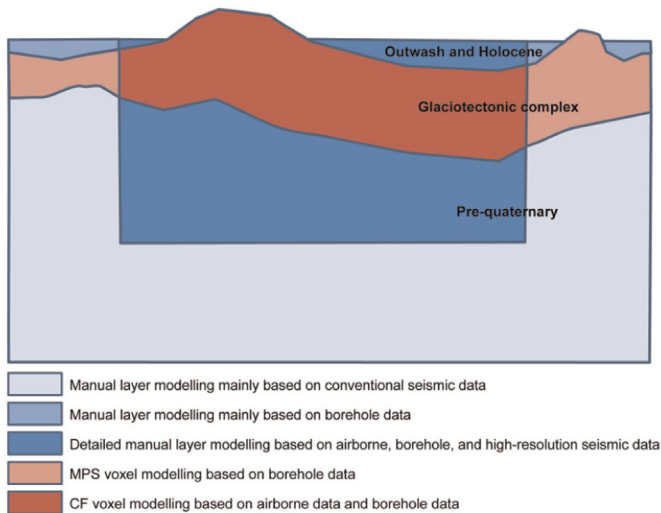 Outwash and Holocene
Glaciotectonic complex
Pre-quaternary
Manual layer modelling mainly based on conventional seismic data
Manual layer modelling mainly based on borehole data
Detailed manual layer modelling based on airborne, borehole, and high-resolution seismic data
MPS voxel modelling based on borehole data
CF voxel modelling based on airborne data and borehole data